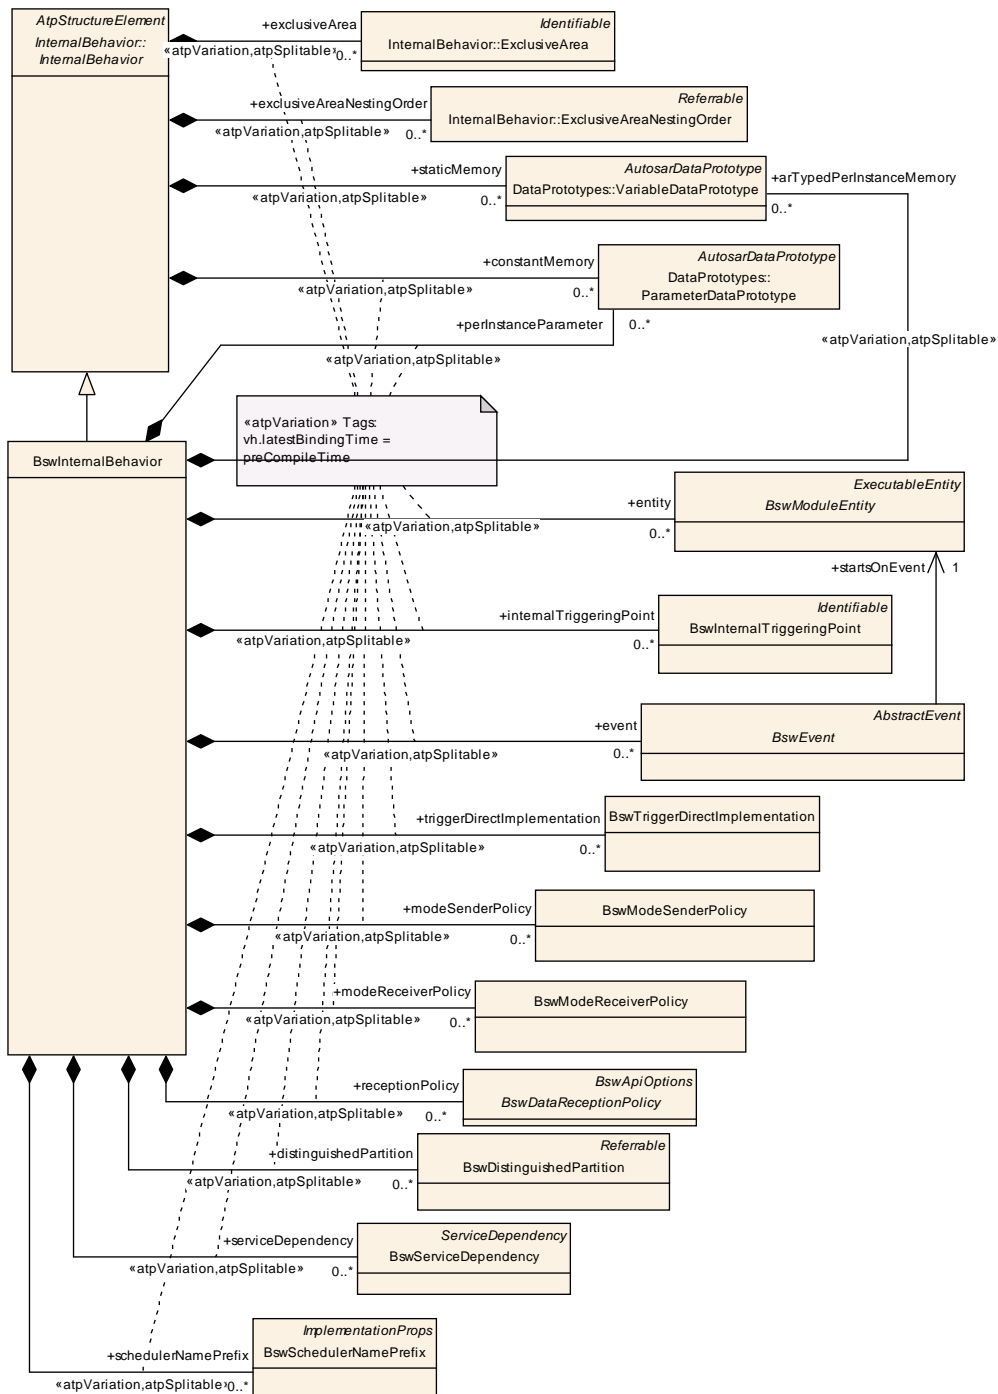 AtpStructureElement
InternalBehavior::
InternalBehavior
+exclusiveArea
«atpVariation,atpSplitable»
0..*
Identifiable
InternalBehavior::ExclusiveArea
+exclusiveAreaNestingOrder
«atpVariation,atpSplitable»
0..*
Referrable
InternalBehavior::ExclusiveAreaNestingOrder
+staticMemory
«atpVariation,atpSplitable»
0..*
AutosarDataPrototype
DataPrototypes::VariableDataPrototype
+arTypedPerInstanceMemory
0..*
+constantMemory
«atpVariation,atpSplitable»
0..*
AutosarDataPrototype
DataPrototypes::
ParameterDataPrototype
+perInstanceParameter
0..*
«atpVariation,atpSplitable»
«atpVariation,atpSplitable»
«atpVariation» Tags:
vh.latestBindingTime =
preCompileTime
BswInternalBehavior
+entity
«atpVariation,atpSplitable»
0..*
ExecutableEntity
BswModuleEntity
+startsOnEvent
1
+internalTriggeringPoint
«atpVariation,atpSplitable»
0..*
Identifiable
BswInternalTriggeringPoint
+event
«atpVariation,atpSplitable»
0..*
AbstractEvent
BswEvent
+triggerDirectImplementation
«atpVariation,atpSplitable»
0..*
BswTriggerDirectImplementation
+modeSenderPolicy
«atpVariation,atpSplitable»
0..*
BswModeSenderPolicy
+modeReceiverPolicy
«atpVariation,atpSplitable»
0..*
BswModeReceiverPolicy
+receptionPolicy
«atpVariation,atpSplitable»
0..*
BswApiOptions
BswDataReceptionPolicy
+distinguishedPartition
«atpVariation,atpSplitable»
0..*
Referrable
BswDistinguishedPartition
+serviceDependency
«atpVariation,atpSplitable»
0..*
ServiceDependency
BswServiceDependency
+schedulerNamePrefix
«atpVariation,atpSplitable»
0..*
ImplementationProps
BswSchedulerNamePrefix